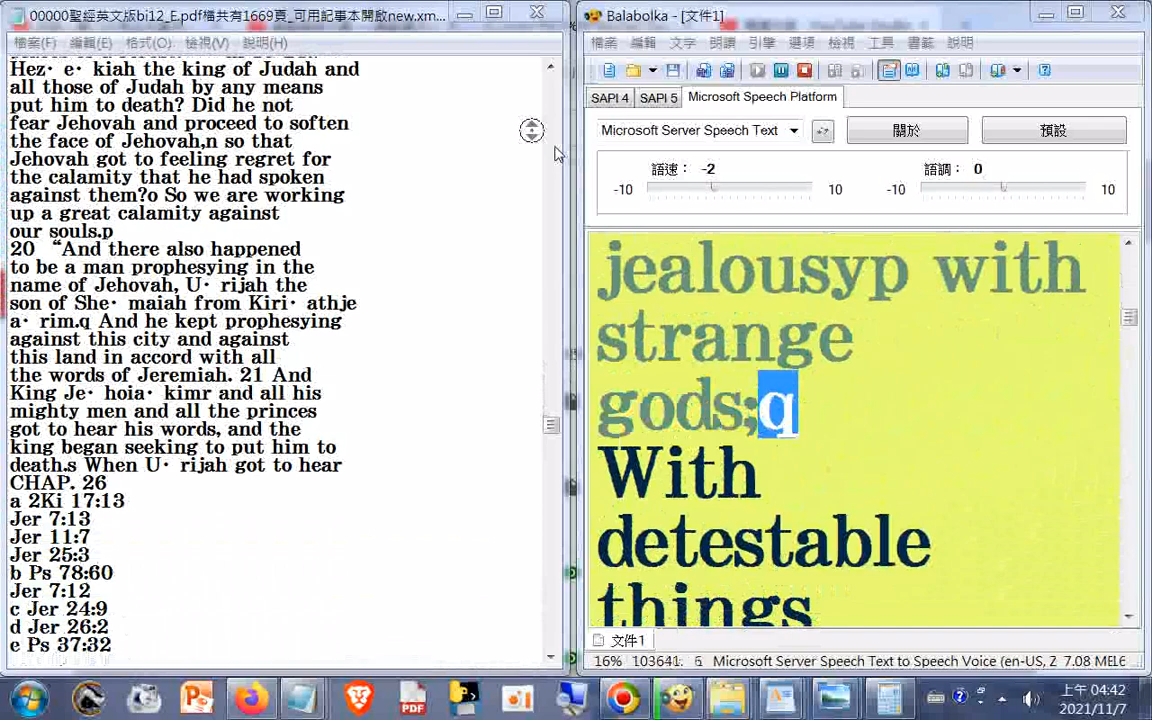 00000聖經英文版bi12_E.pdf檔共有1669頁_可用記事本開啟new.xm...
檔案(F) 編輯(E) 格式(O) 檢視(V) 說明(H)
Hez· e· kiah the king of Judah and
all those of Judah by any means
put him to death? Did he not
fear Jehovah and proceed to soften
the face of Jehovah,n so that
Jehovah got to feeling regret for
the calamity that he had spoken
against them?o So we are working
up a great calamity against
our souls.p
20 “And there also happened
to be a man prophesying in the
name of Jehovah, U· rijah the
son of She· maiah from Kiri· athje
a· rim.q And he kept prophesying
against this city and against
this land in accord with all
the words of Jeremiah. 21 And
King Je· hoia· kimr and all his
mighty men and all the princes
got to hear his words, and the
king began seeking to put him to
death.s When U· rijah got to hear
CHAP. 26
a 2Ki 17:13
Jer 7:13
Jer 11:7
Jer 25:3
b Ps 78:60
Jer 7:12
c Jer 24:9
d Jer 26:2
e Ps 37:32
Balabolka - [文件1]
檔案 編輯 文字 朗讀 引擎 選項 檢視 工具 書籤 說明
SAPI 4 SAPI 5 Microsoft Speech Platform
Microsoft Server Speech Text 關於 預設
語速： -2 語調： 0
-10 10 -10 10
jealousyp with
strange
gods;q
With
detestable
things
文件1
16% 103641. Microsoft Server Speech Text to Speech Voice (en-US, Z 7.08 MB
PDF
上午 04:42
2021/11/7